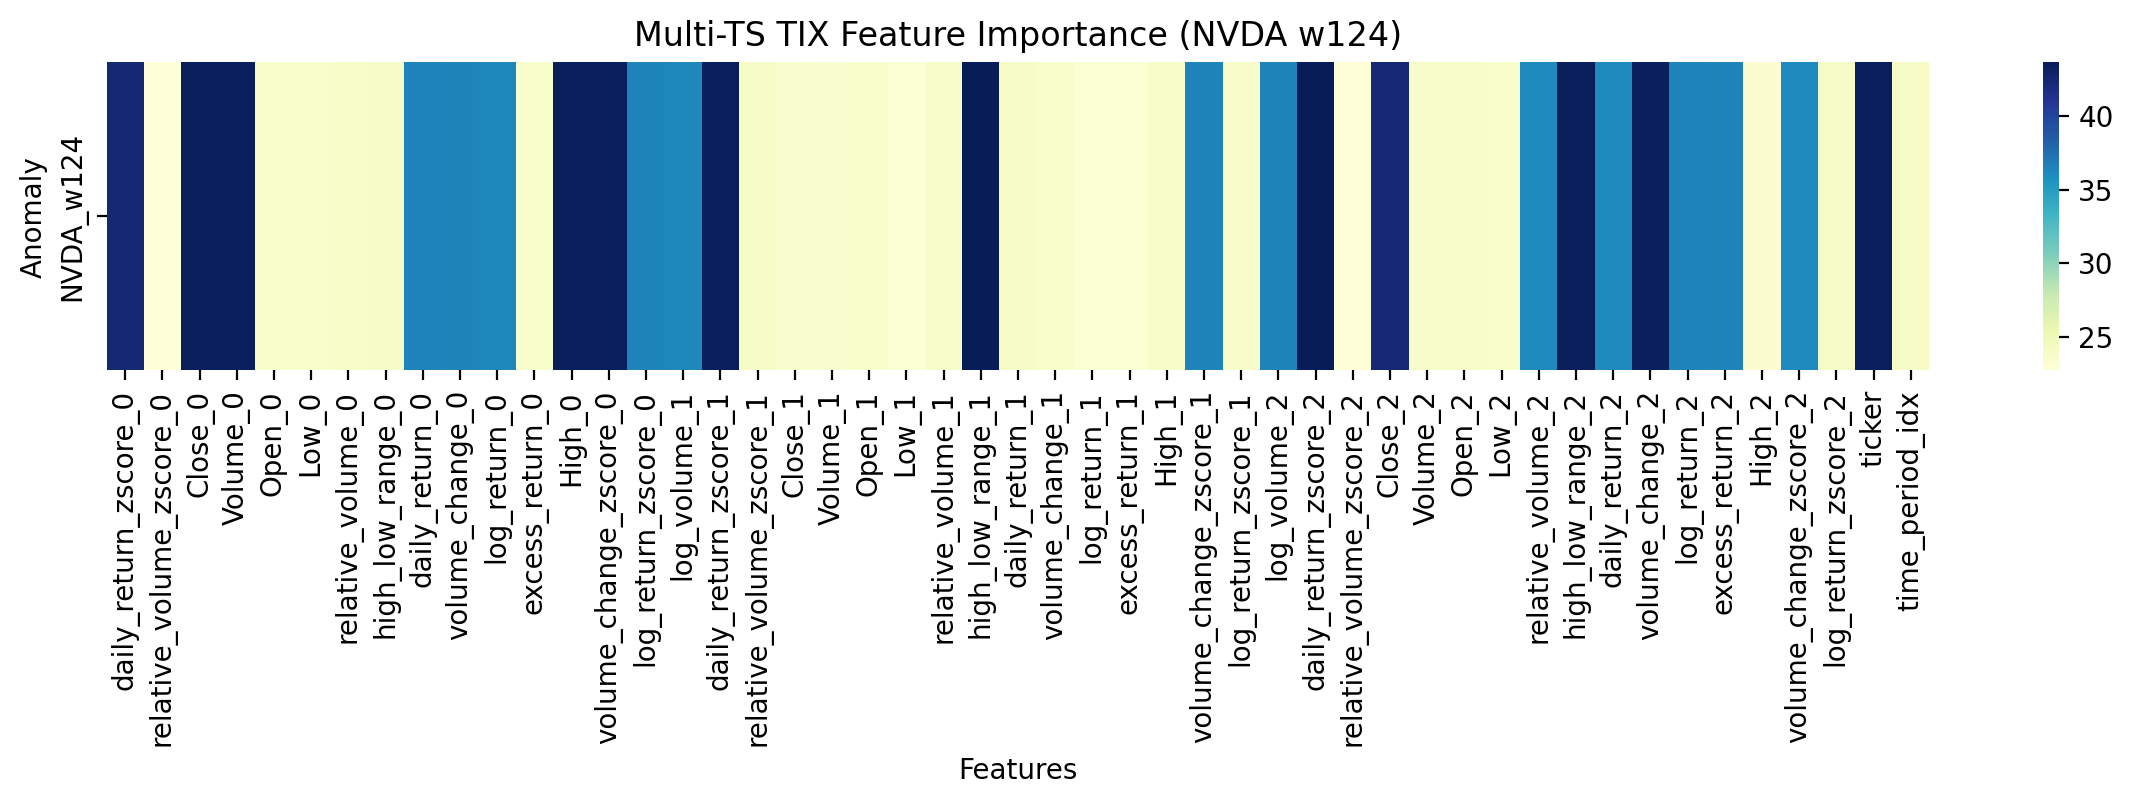 Multi-TS TIX Feature Importance (NVDA w124)
Anomaly
NVDA_w124
daily_return_zscore_0
relative_volume_zscore_0
Close_0
Volume_0
Open_0
Low_0
relative_volume_0
high_low_range_0
daily_return_0
volume_change_0
log_return_0
excess_return_0
High_0
volume_change_zscore_0
log_return_zscore_0
log_volume_1
daily_return_zscore_1
relative_volume_zscore_1
Close_1
Volume_1
Open_1
Low_1
relative_volume_1
high_low_range_1
daily_return_1
volume_change_1
log_return_1
excess_return_1
High_1
volume_change_zscore_1
log_return_zscore_1
log_volume_2
daily_return_zscore_2
relative_volume_zscore_2
Close_2
Volume_2
Open_2
Low_2
relative_volume_2
high_low_range_2
daily_return_2
volume_change_2
log_return_2
excess_return_2
High_2
volume_change_zscore_2
log_return_zscore_2
ticker
time_period_idx
Features
40
35
30
25